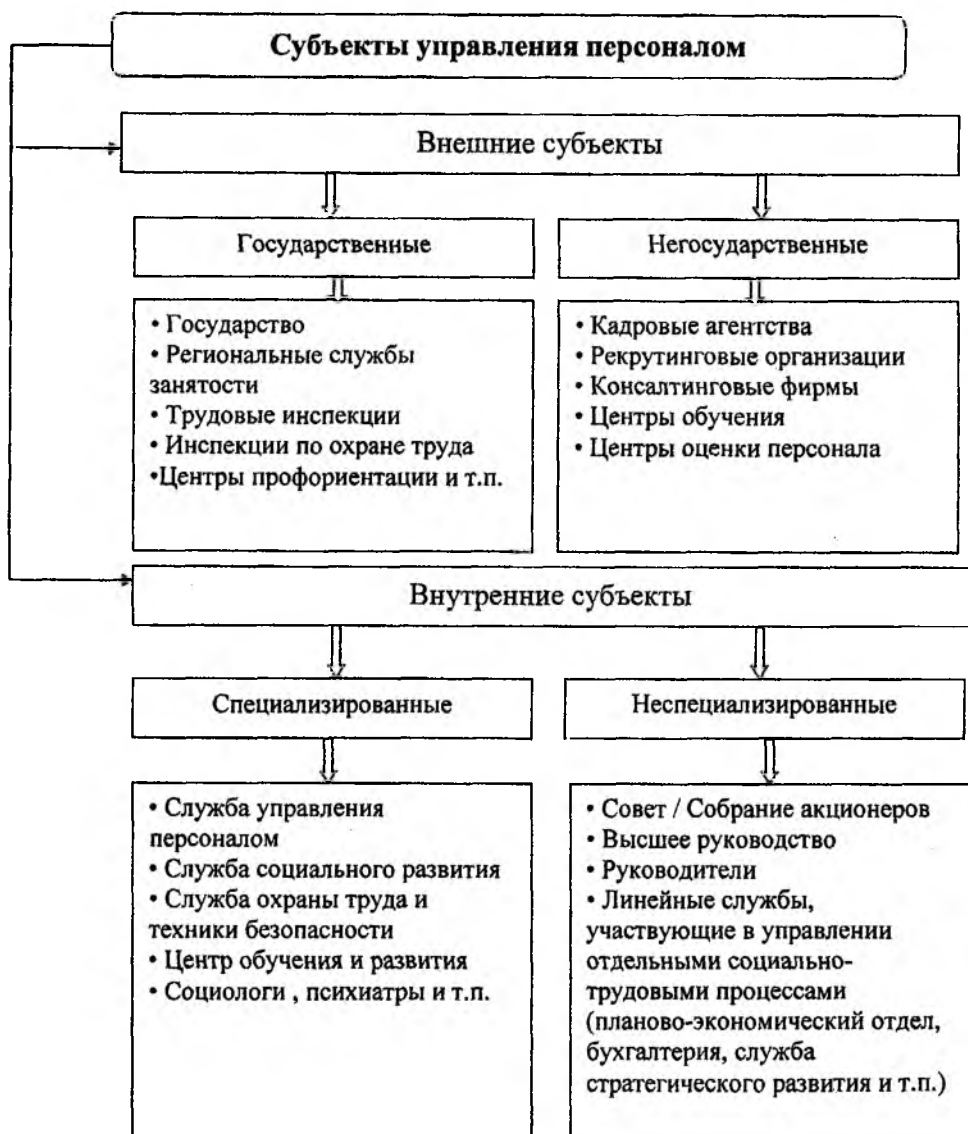 Субъекты управления персоналом
Внешние субъекты
Государственные
Негосударственные
• Государство
• Региональные службы
занятости
• Трудовые инспекции
• Инспекции по охране труда
•Центры профориентации и т.п.
• Кадровые агентства
• Рекрутинговые организации
• Консалтинговые фирмы
• Центры обучения
• Центры оценки персонала
Внутренние субъекты
Специализированные
Неспециализированные
• Служба управления
персоналом
• Служба социального развития
• Служба охраны труда и
техники безопасности
• Центр обучения и развития
• Социологи , психиатры и т.п.
• Совет / Собрание акционеров
• Высшее руководство
• Руководители
• Линейные службы,
участвующие в управлении
отдельными социально-
трудовыми процессами
(планово-экономический отдел,
бухгалтерия, служба
стратегического развития и т.п.)